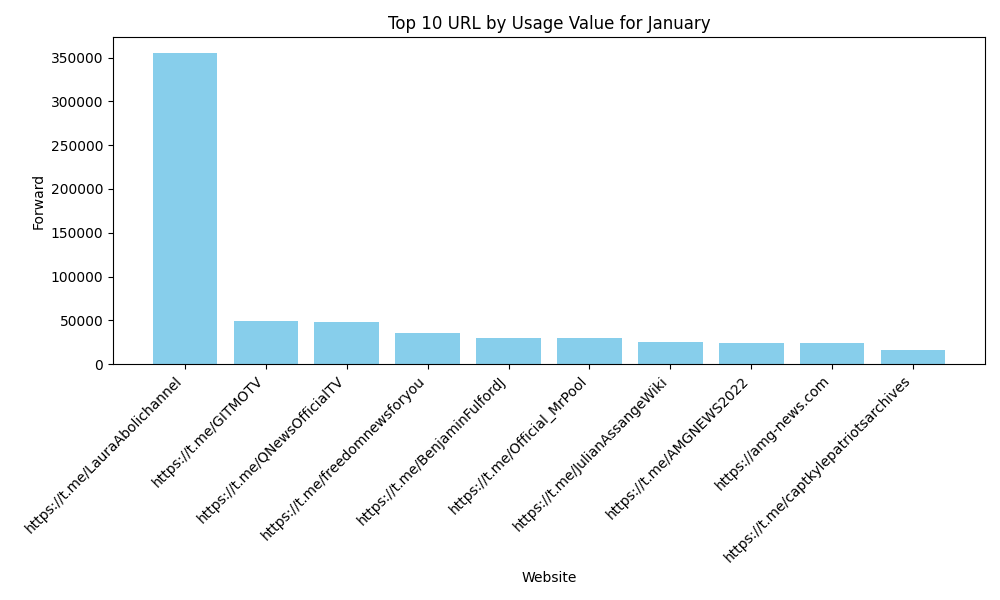 Top 10 URL by Usage Value for January
Forward
350000
300000
250000
200000
150000
100000
50000
0
https://t.me/LauraAbolichannel
https://t.me/GITMOTV
https://t.me/QNewsOfficialTV
https://t.me/freedomnewsforyou
https://t.me/BenjaminFulfordJ
https://t.me/Official_MrPool
https://t.me/JulianAssangeWiki
https://t.me/AMGNEWS2022
https://amg-news.com
https://t.me/captkylepatriotsarchives
Website